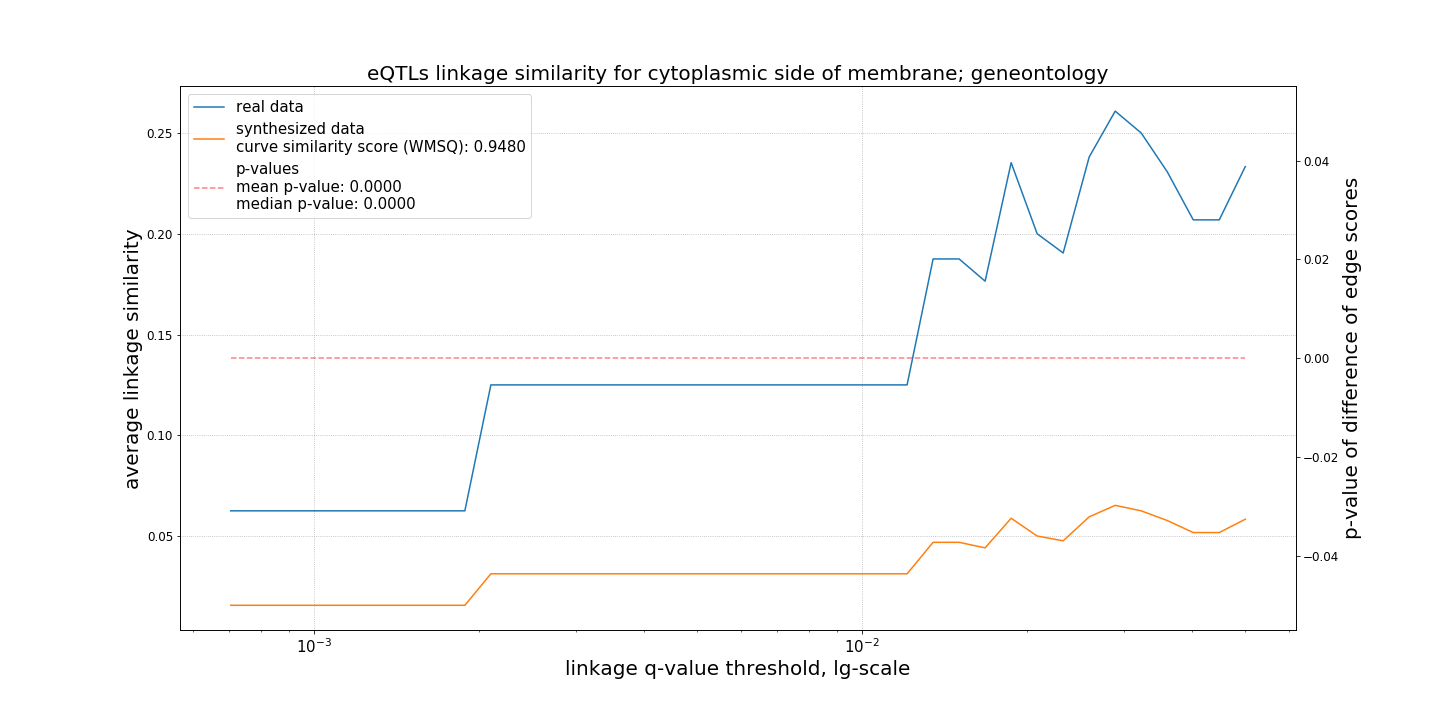 eQTLs linkage similarity for cytoplasmic side of membrane; geneontology
real data
synthesized data
curve similarity score (WMSQ): 0.9480
p-values
mean p-value: 0.0000
median p-value: 0.0000
average linkage similarity
0.25
0.20
0.15
0.10
0.05
0.04
0.02
0.00
−0.02
−0.04
p-value of difference of edge scores
10⁻³
10⁻²
linkage q-value threshold, lg-scale